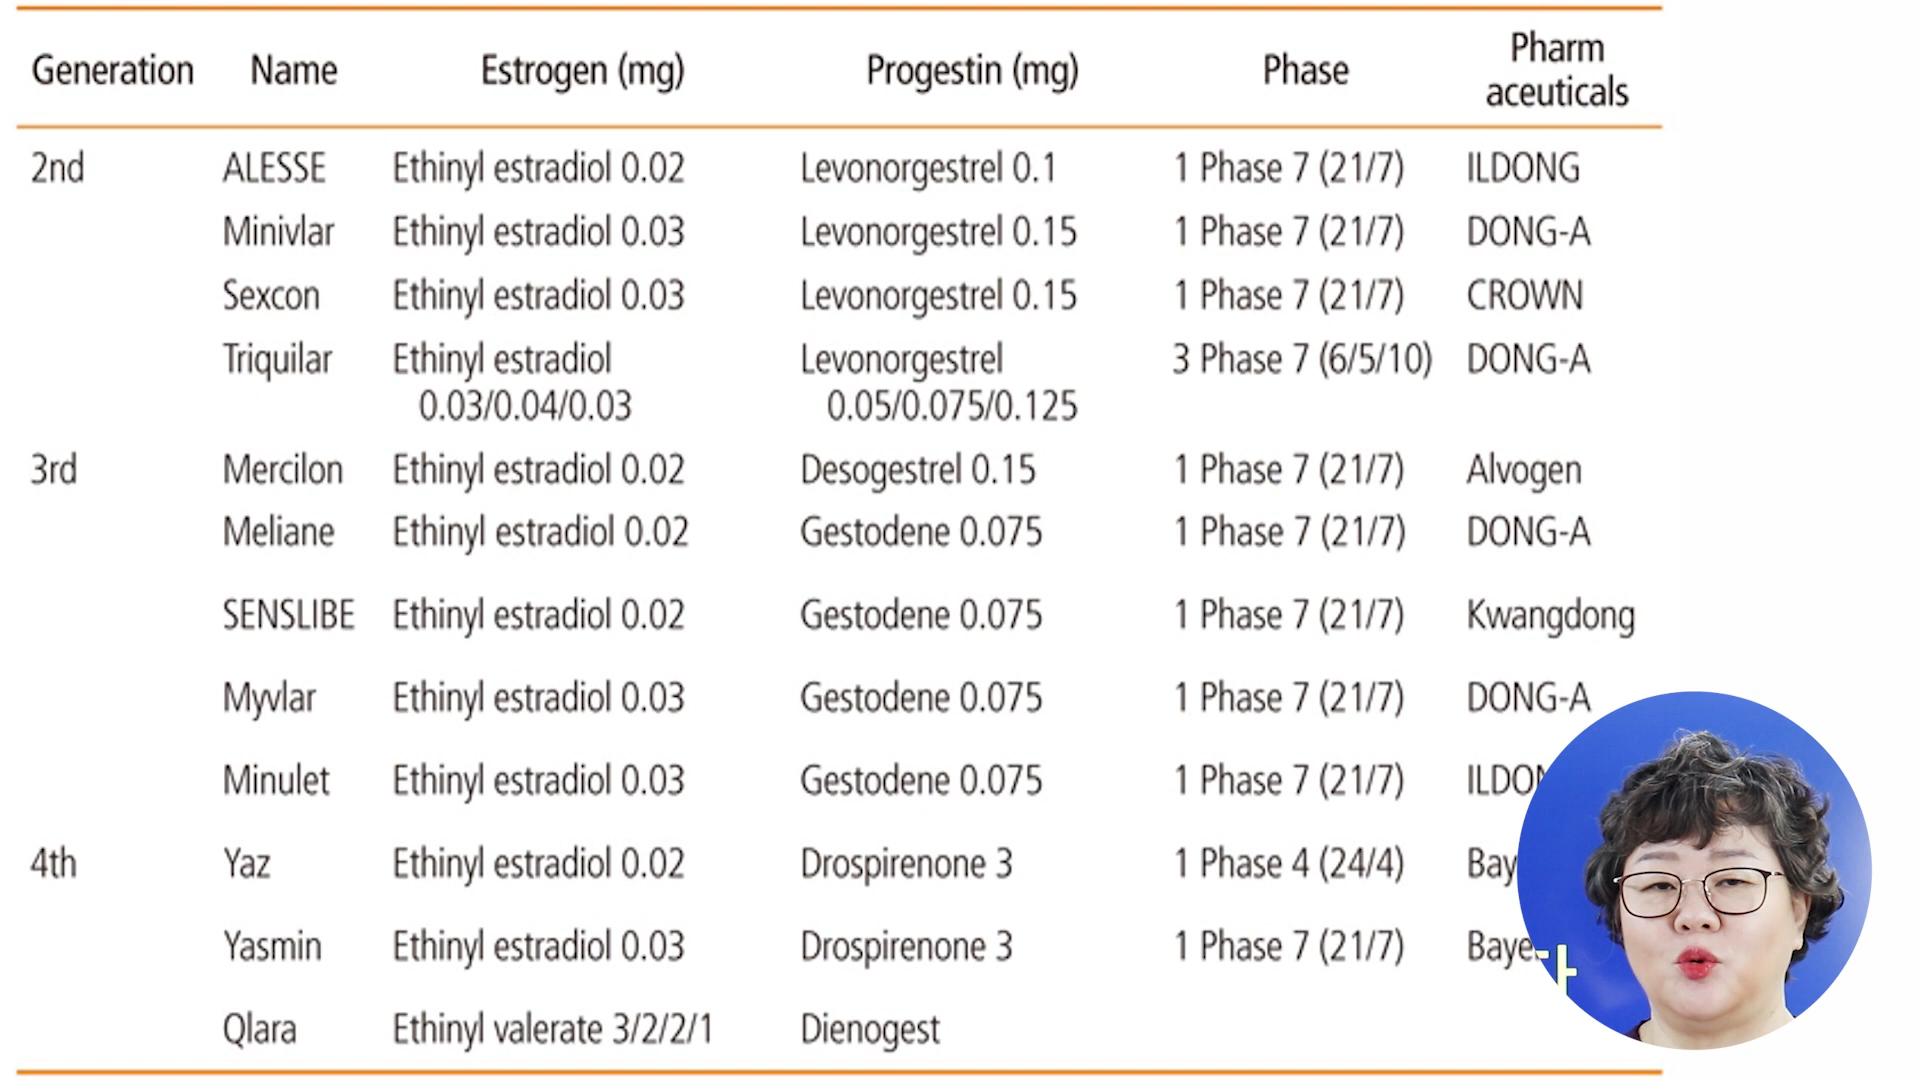 Generation Name Estrogen (mg) Progestin (mg) Phase Pharm
aceuticals
2nd ALESSE Ethinyl estradiol 0.02 Levonorgestrel 0.1 1 Phase 7 (21/7) ILDONG
Minivlar Ethinyl estradiol 0.03 Levonorgestrel 0.15 1 Phase 7 (21/7) DONG-A
Sexcon Ethinyl estradiol 0.03 Levonorgestrel 0.15 1 Phase 7 (21/7) CROWN
Triquilar Ethinyl estradiol Levonorgestrel 3 Phase 7 (6/5/10) DONG-A
0.03/0.04/0.03 0.05/0.075/0.125
3rd Mercilon Ethinyl estradiol 0.02 Desogestrel 0.15 1 Phase 7 (21/7) Alvogen
Meliane Ethinyl estradiol 0.02 Gestodene 0.075 1 Phase 7 (21/7) DONG-A
SENSLIBE Ethinyl estradiol 0.02 Gestodene 0.075 1 Phase 7 (21/7) Kwangdong
Myvlar Ethinyl estradiol 0.03 Gestodene 0.075 1 Phase 7 (21/7) DONG-A
Minulet Ethinyl estradiol 0.03 Gestodene 0.075 1 Phase 7 (21/7)
4th Yaz Ethinyl estradiol 0.02 Drospirenone 3 1 Phase 4 (24/4)
Yasmin Ethinyl estradiol 0.03 Drospirenone 3 1 Phase 7 (21/7)
Qlara Ethinyl valerate 3/2/2/1 Dienogest